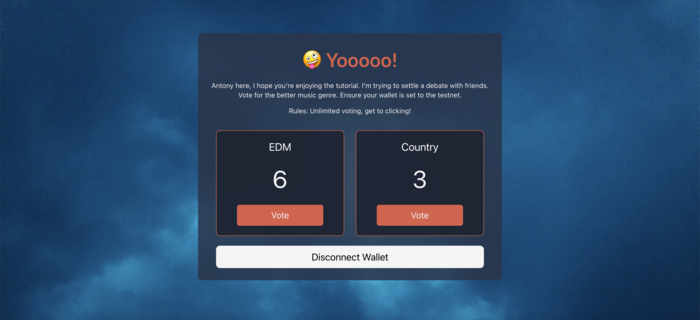 🤪 Yooooo!
Antony here, I hope you're enjoying the tutorial. I'm trying to settle a debate with friends.
Vote for the better music genre. Ensure your wallet is set to the testnet.
Rules: Unlimited voting, get to clicking!
EDM
6
Vote
Country
3
Vote
Disconnect Wallet